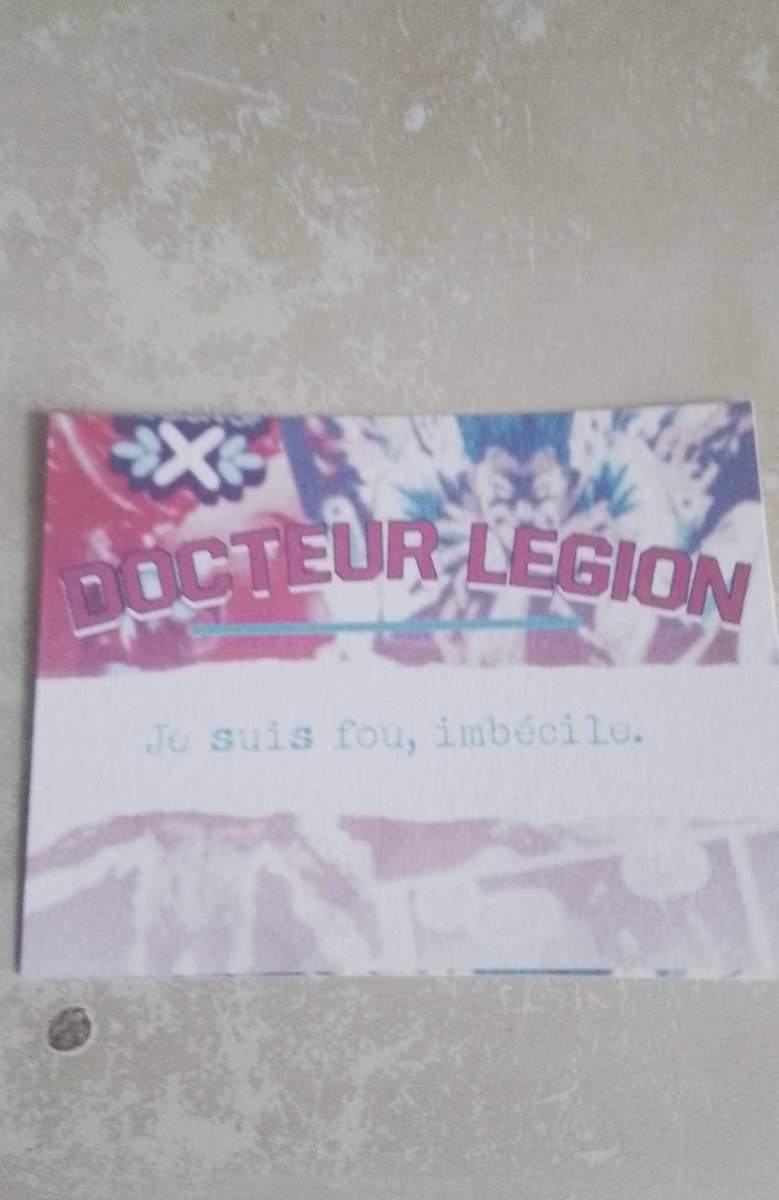 X
DOCTEUR LEGION
Je suis fou, imbécile.